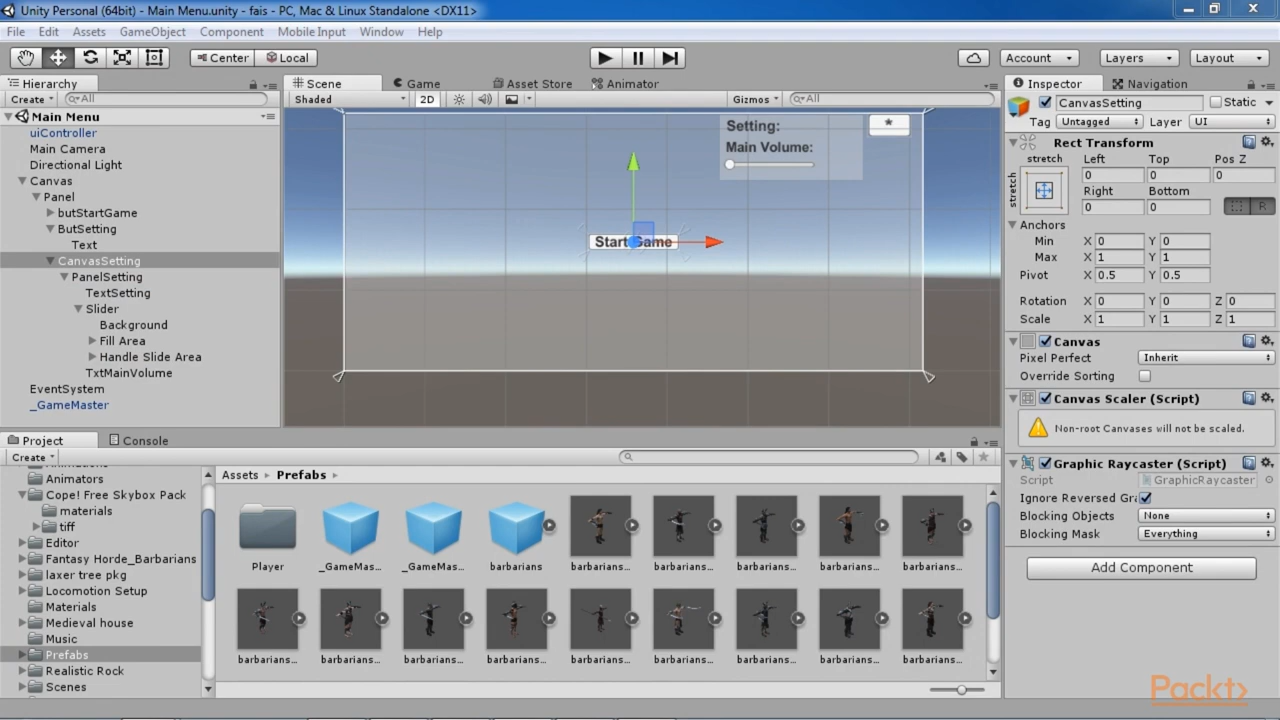 Unity Personal (64bit) - Main Menu.unity - fais - PC, Mac & Linux Standalone <DX11>
File Edit Assets GameObject Component Mobile Input Window Help
Center Local Account Layers Layout
Hierarchy
Create All
Main Menu
uiController
Main Camera
Directional Light
Canvas
Panel
butStartGame
ButSetting
Text
CanvasSetting
PanelSetting
TextSetting
Slider
Background
Fill Area
Handle Slide Area
TxtMainVolume
EventSystem
_GameMaster
Scene Game Asset Store Animator
Shaded 2D Gizmos All
Setting: *
Main Volume:
Start Game
Inspector Navigation
CanvasSetting Static
Tag Untagged Layer UI
Rect Transform
stretch Left Top Pos Z
stretch 0 0 0
Right Bottom
0 0 R
Anchors
Min X 0 Y 0
Max X 1 Y 1
Pivot X 0.5 Y 0.5
Rotation X 0 Y 0 Z 0
Scale X 1 Y 1 Z 1
Canvas
Pixel Perfect Inherit
Override Sorting
Canvas Scaler (Script)
Non-root Canvases will not be scaled.
Graphic Raycaster (Script)
Script GraphicRaycaster
Ignore Reversed Gra
Blocking Objects None
Blocking Mask Everything
Add Component
Project Console
Create
Animators
Cope! Free Skybox Pack
materials
tiff
Editor
Fantasy Horde_Barbarians
laxer tree pkg
Locomotion Setup
Materials
Medieval house
Music
Prefabs
Realistic Rock
Scenes
Assets Prefabs
Player _GameMas... _GameMas... barbarians barbarians... barbarians... barbarians... barbarians... barbarians...
barbarians... barbarians... barbarians... barbarians... barbarians... barbarians... barbarians... barbarians... barbarians...
Packt>